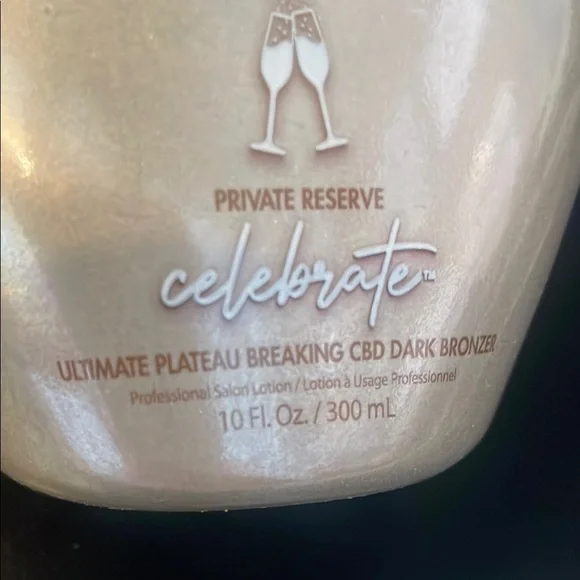 PRIVATE RESERVE
celebrate™
ULTIMATE PLATEAU BREAKING CBD DARK BRONZER
Professional Salon Lotion / Lotion à Usage Professionnel
10 Fl. Oz. / 300 mL